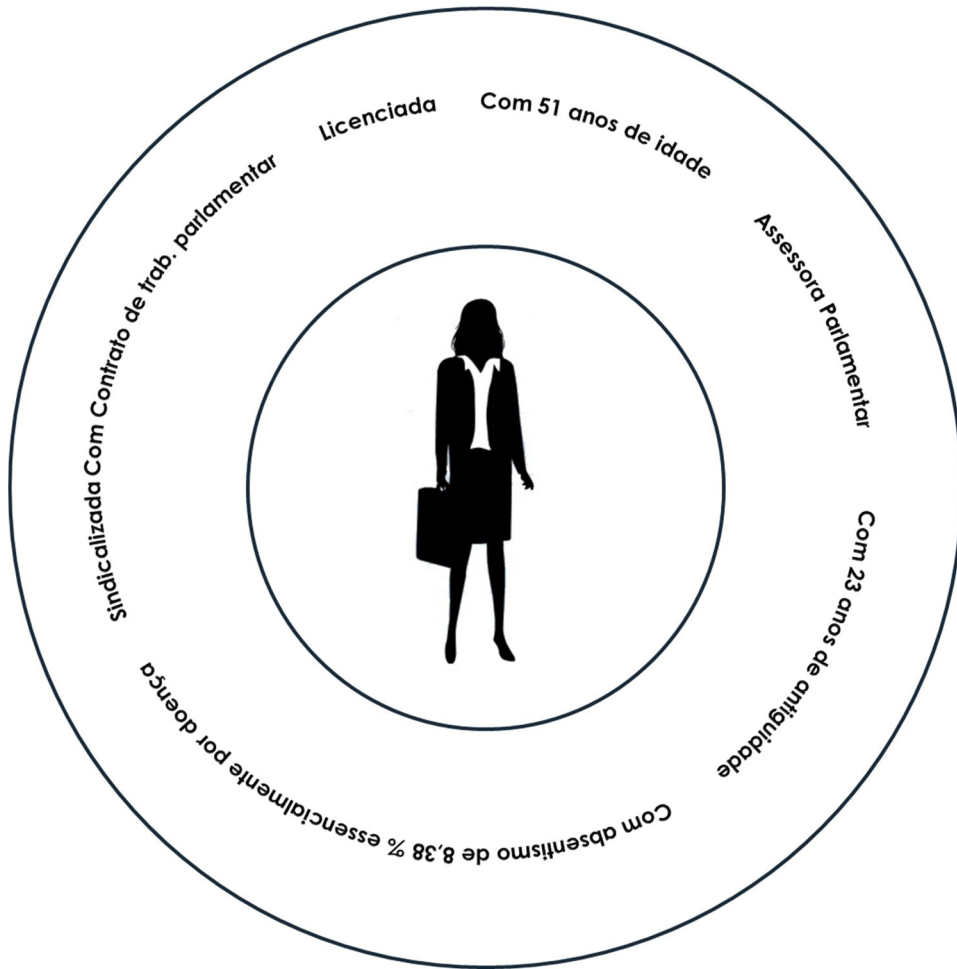 Com 51 anos de idade
Assessora Parlamentar
Com 23 anos de antiguidade
Com absentismo de 8,38 % essencialmente por doença
Sindicalizada Com Contrato de trab. parlamentar
Licenciada